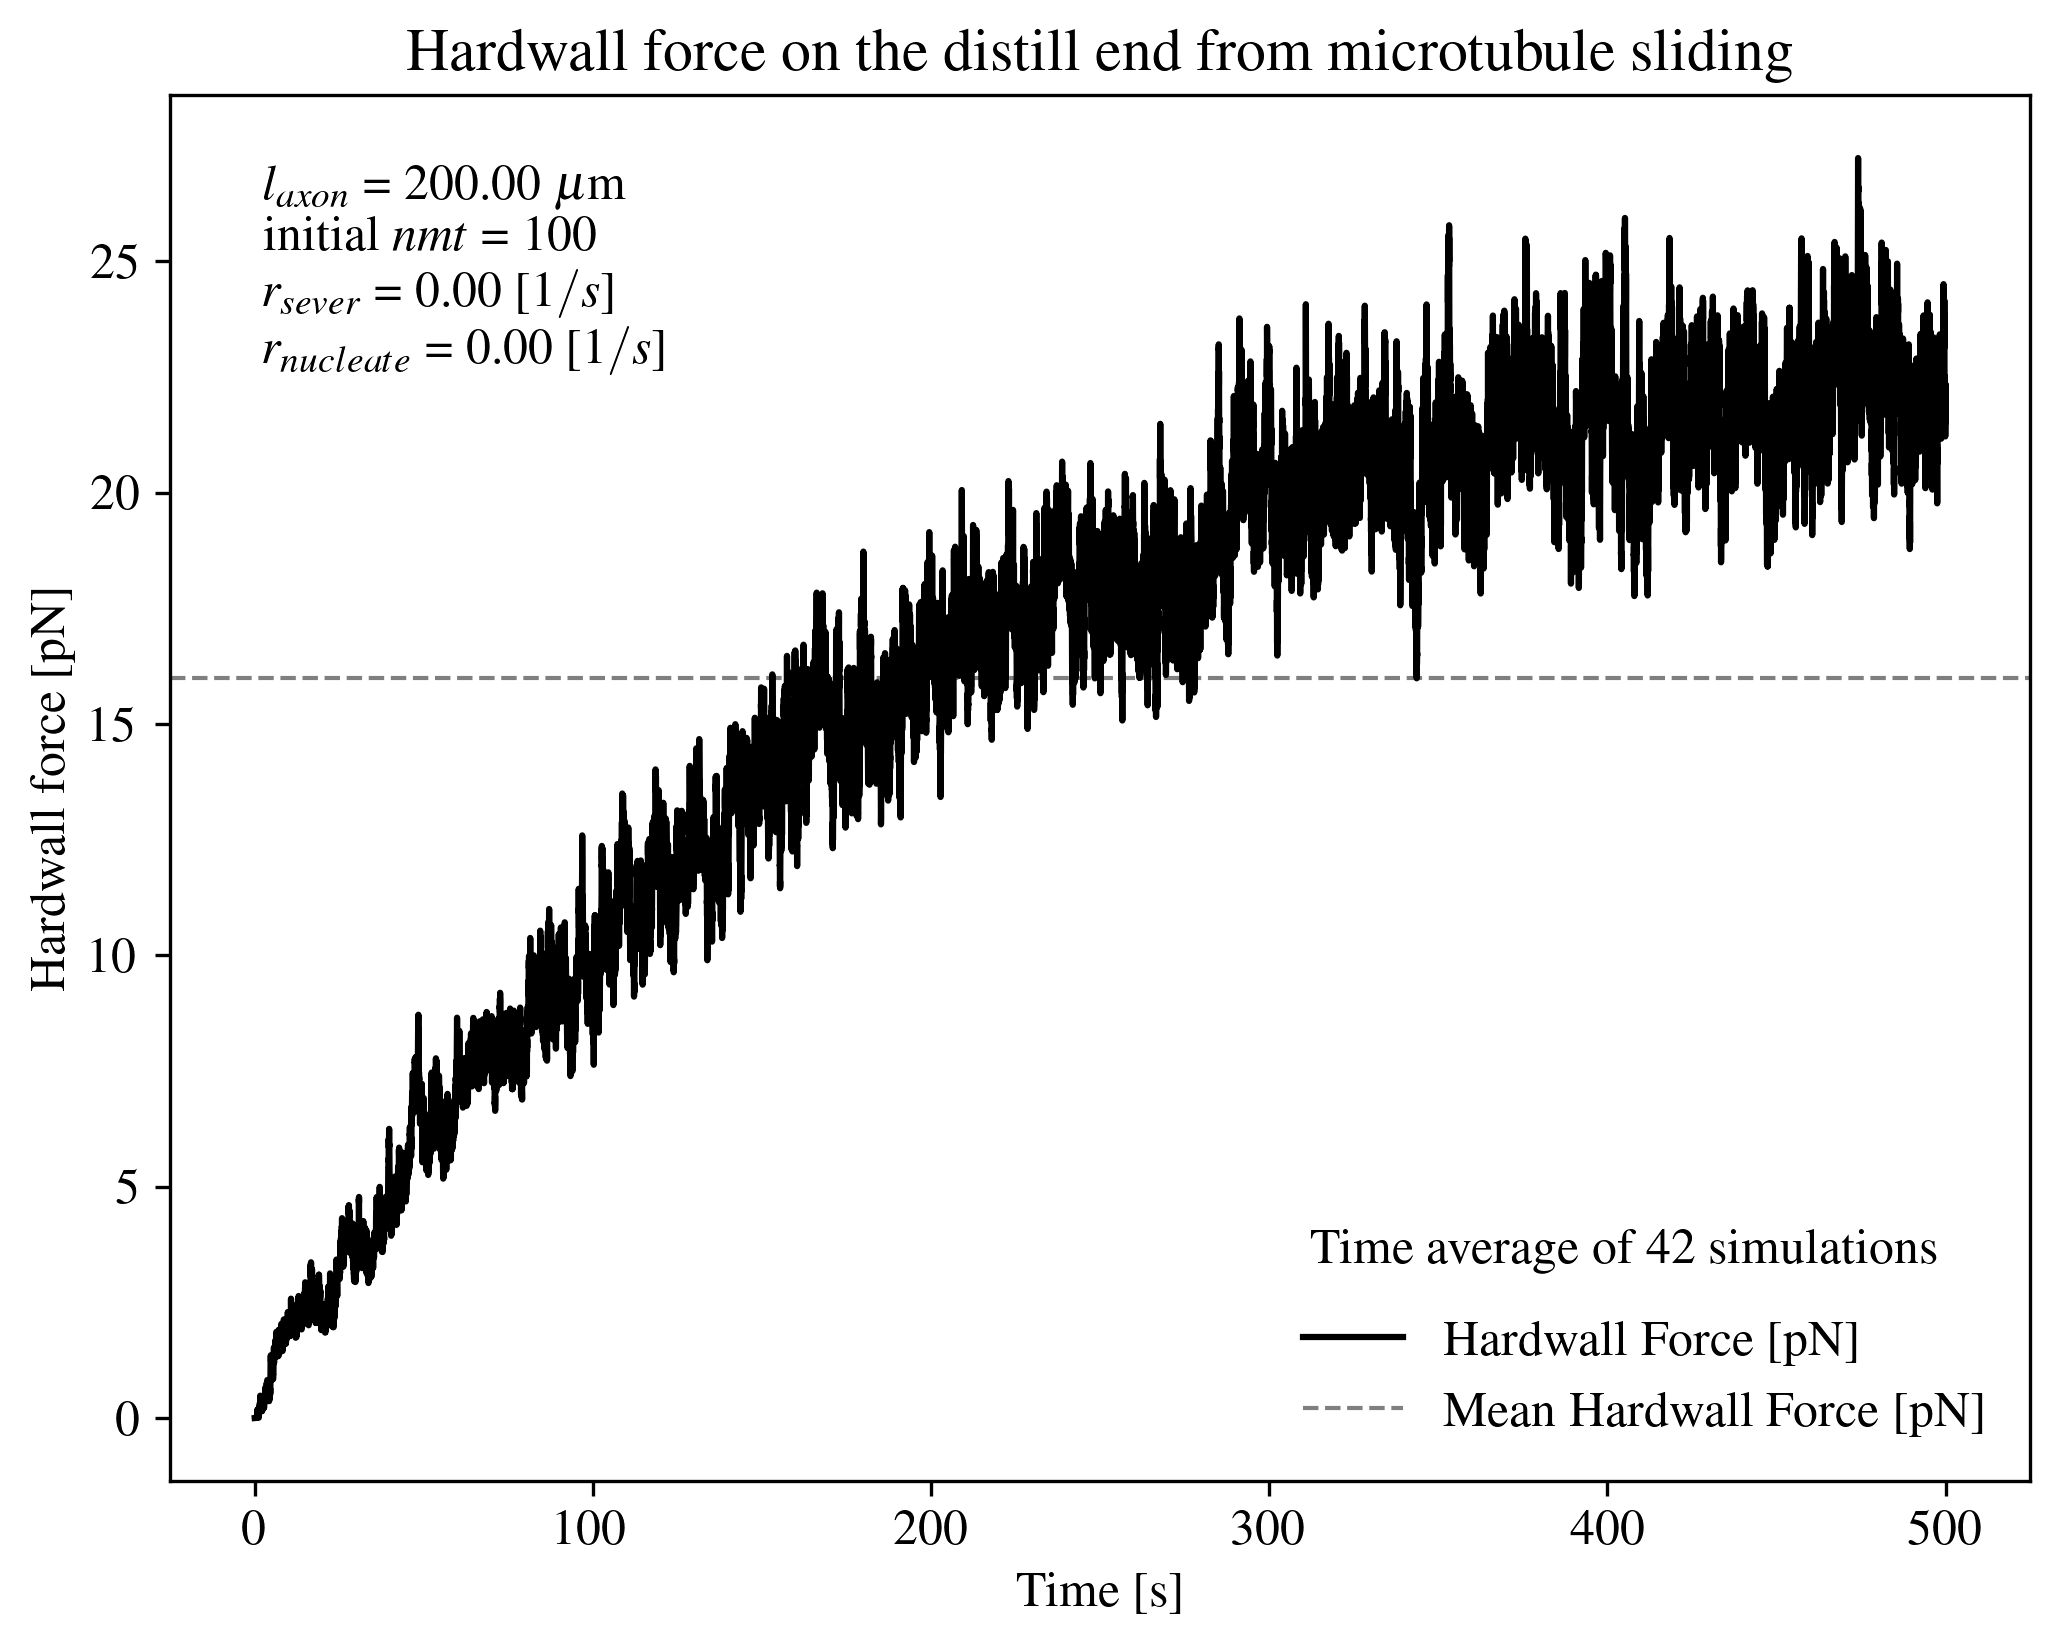 Hardwall force on the distill end from microtubule sliding
l_axon = 200.00 μm
initial nmt = 100
r_sever = 0.00 [1/s]
r_nucleate = 0.00 [1/s]
Hardwall force [pN]
25
20
15
10
5
0
Time average of 42 simulations
Hardwall Force [pN]
Mean Hardwall Force [pN]
0 100 200 300 400 500
Time [s]